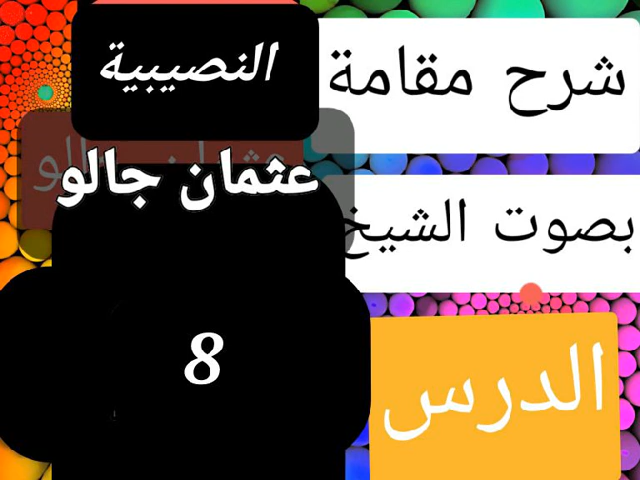 شرح مقامة النصيبية
بصوت الشيخ عثمان جالو
الدرس 8